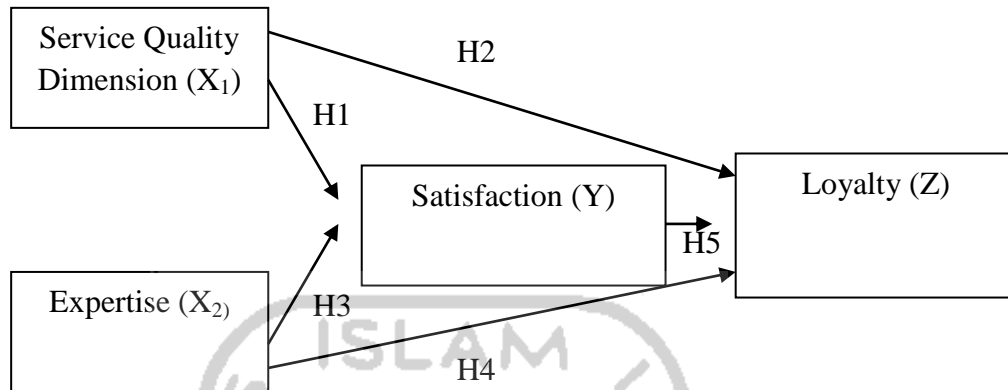 Service Quality
Dimension (X1)
H2
H1
Satisfaction (Y)
Loyalty (Z)
H5
Expertise (X2)
H3
H4
ISLAM